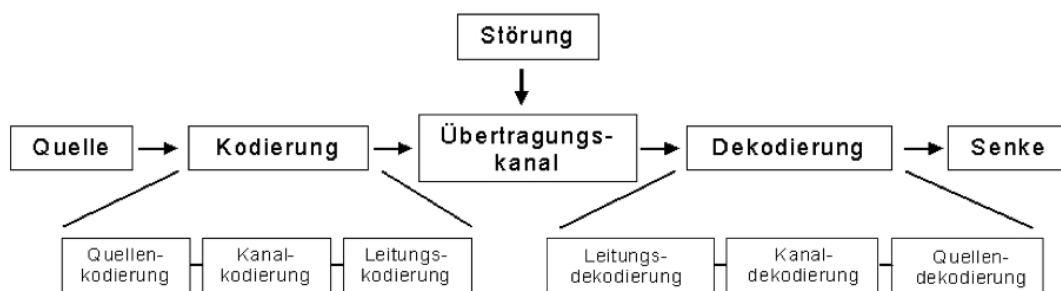 Störung
Quelle
Kodierung
Übertragungs-
kanal
Dekodierung
Senke
Quellen-
kodierung
Kanal-
kodierung
Leitungs-
kodierung
Leitungs-
dekodierung
Kanal-
dekodierung
Quellen-
dekodierung